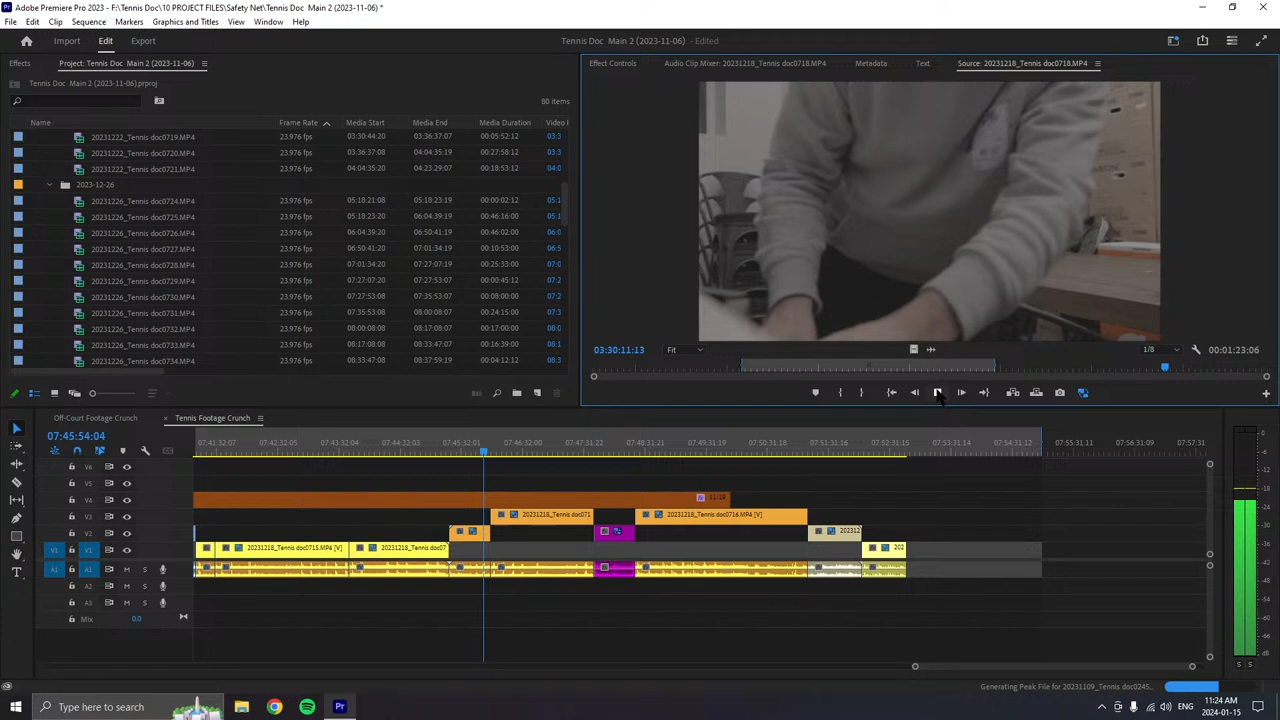 Adobe Premiere Pro 2023 - F:\Tennis Doc\10 PROJECT FILES\Safety Net\Tennis Doc  Main 2 (2023-11-06) *
File Edit Clip Sequence Markers Graphics and Titles View Window Help
Import Edit Export
Tennis Doc  Main 2 (2023-11-06) - Edited
Effects Project: Tennis Doc  Main 2 (2023-11-06)
Effect Controls Audio Clip Mixer: 20231218_Tennis doc0718.MP4 Metadata Text Source: 20231218_Tennis doc0718.MP4
Tennis Doc  Main 2 (2023-11-06).prproj
80 items
Name Frame Rate Media Start Media End Media Duration Video I
20231222_Tennis doc0719.MP4 23.976 fps 03:30:44:20 03:36:37:07 00:05:52:12 03:3
20231222_Tennis doc0720.MP4 23.976 fps 03:36:37:08 04:04:35:19 00:27:58:12 03:3
20231222_Tennis doc0721.MP4 23.976 fps 04:04:35:20 04:23:29:07 00:18:53:12 04:0
2023-12-26
20231226_Tennis doc0724.MP4 23.976 fps 05:18:21:08 05:18:23:19 00:00:02:12 05:1
20231226_Tennis doc0725.MP4 23.976 fps 05:18:23:20 06:04:39:19 00:46:16:00 05:1
20231226_Tennis doc0726.MP4 23.976 fps 06:04:39:20 06:50:41:19 00:46:02:00 06:0
20231226_Tennis doc0727.MP4 23.976 fps 06:50:41:20 07:01:34:19 00:10:53:00 06:5
20231226_Tennis doc0728.MP4 23.976 fps 07:01:34:20 07:27:07:19 00:25:33:00 07:0
20231226_Tennis doc0729.MP4 23.976 fps 07:27:07:20 07:27:53:07 00:00:45:12 07:2
20231226_Tennis doc0730.MP4 23.976 fps 07:27:53:08 07:35:53:07 00:08:00:00 07:2
20231226_Tennis doc0731.MP4 23.976 fps 07:35:53:08 08:00:08:07 00:24:15:00 07:3
20231226_Tennis doc0732.MP4 23.976 fps 08:00:08:08 08:17:08:07 00:17:00:00 08:0
20231226_Tennis doc0733.MP4 23.976 fps 08:17:08:08 08:33:47:07 00:16:39:00 08:1
20231226_Tennis doc0734.MP4 23.976 fps 08:33:47:08 08:37:59:19 00:04:12:12 08:3
03:30:11:13 Fit 1/8 00:01:23:06
Off-Court Footage Crunch × Tennis Footage Crunch
07:45:54:04
07:41:32:07 07:42:32:05 07:43:32:04 07:44:32:03 07:45:32:01 07:46:32:00 07:47:31:22 07:48:31:21 07:49:31:19 07:50:31:18 07:51:31:16 07:52:31:15 07:53:31:14 07:54:31:12 07:55:31:11 07:56:31:09 07:57:31
V6
V5
V4 11/19
V3 20231218_Tennis doc071 20231218_Tennis doc0716.MP4 [V]
V2 20231
V1 V1 20231218_Tennis doc0715.MP4 [V] 20231218_Tennis doc07 202
A1 A1 M S
A2 M S
A3 M S
Mix 0.0
0
-6
-12
-18
-24
-30
-36
-42
-48
-54
dB
S S
Generating Peak File for 20231109_Tennis doc0245...
Type here to search
ENG
11:24 AM
2024-01-15